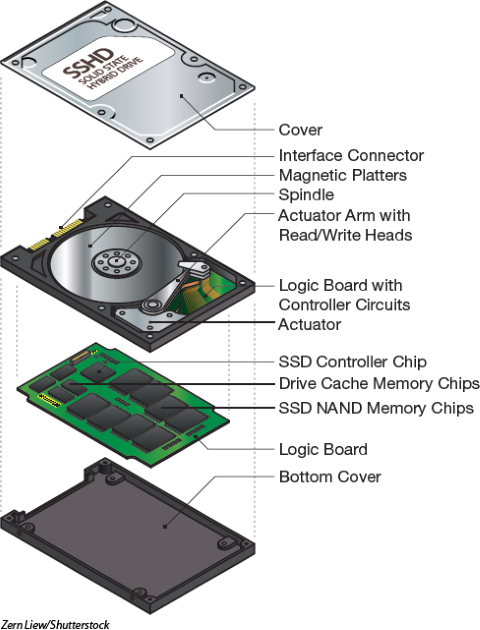 SSHD
SOLID STATE
HYBRID DRIVE
Cover
Interface Connector
Magnetic Platters
Spindle
Actuator Arm with
Read/Write Heads
Logic Board with
Controller Circuits
Actuator
SSD Controller Chip
Drive Cache Memory Chips
SSD NAND Memory Chips
Logic Board
Bottom Cover
Zern Liew/Shutterstock